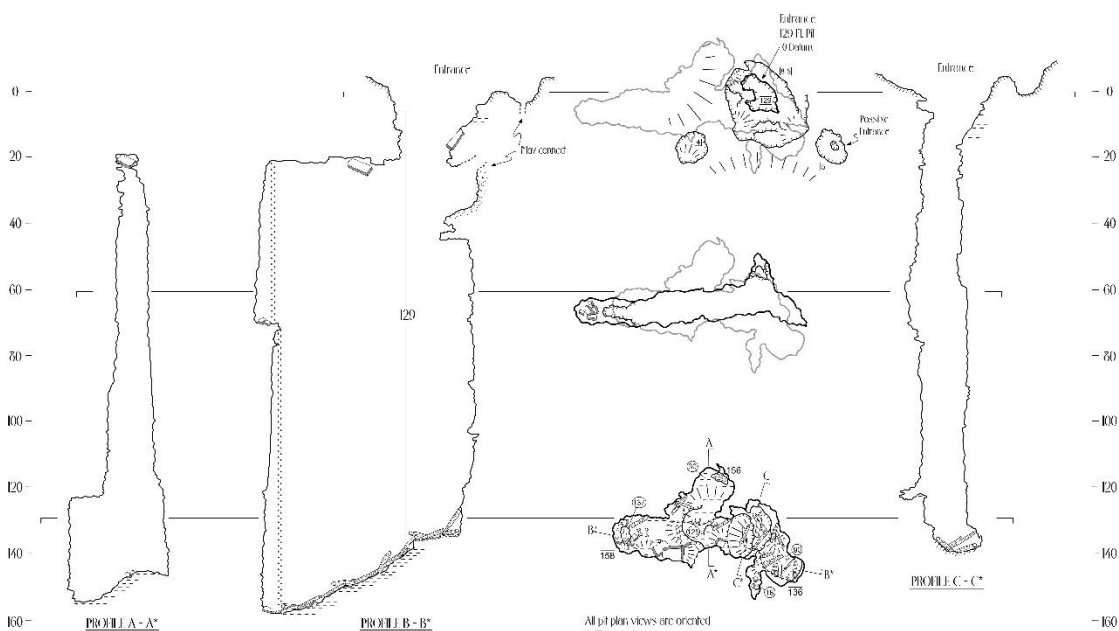 Entrance
129 Ft. Pit
0 Datum
Entrance
Entrance
129
Possible
Entrance
May connect
0
20
40
60
80
100
120
140
160
0
20
40
60
80
100
120
140
160
129
A
156
C
B
158
A*
C*
B*
136
PROFILE A - A*
PROFILE B - B*
PROFILE C - C*
All pit plan views are oriented